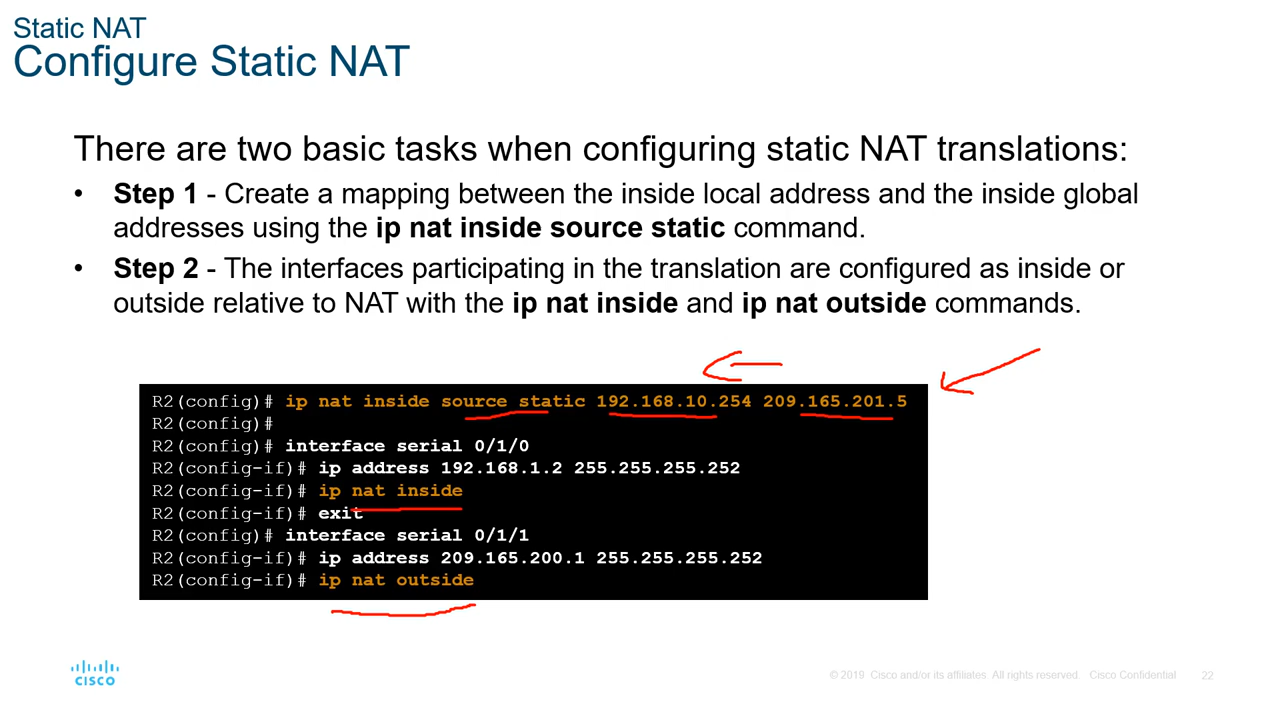 Static NAT
Configure Static NAT
There are two basic tasks when configuring static NAT translations:
• Step 1 - Create a mapping between the inside local address and the inside global
addresses using the ip nat inside source static command.
• Step 2 - The interfaces participating in the translation are configured as inside or
outside relative to NAT with the ip nat inside and ip nat outside commands.
R2(config)# ip nat inside source static 192.168.10.254 209.165.201.5
R2(config)#
R2(config)# interface serial 0/1/0
R2(config-if)# ip address 192.168.1.2 255.255.255.252
R2(config-if)# ip nat inside
R2(config-if)# exit
R2(config)# interface serial 0/1/1
R2(config-if)# ip address 209.165.200.1 255.255.255.252
R2(config-if)# ip nat outside
CISCO
© 2019 Cisco and/or its affiliates. All rights reserved. Cisco Confidential 22